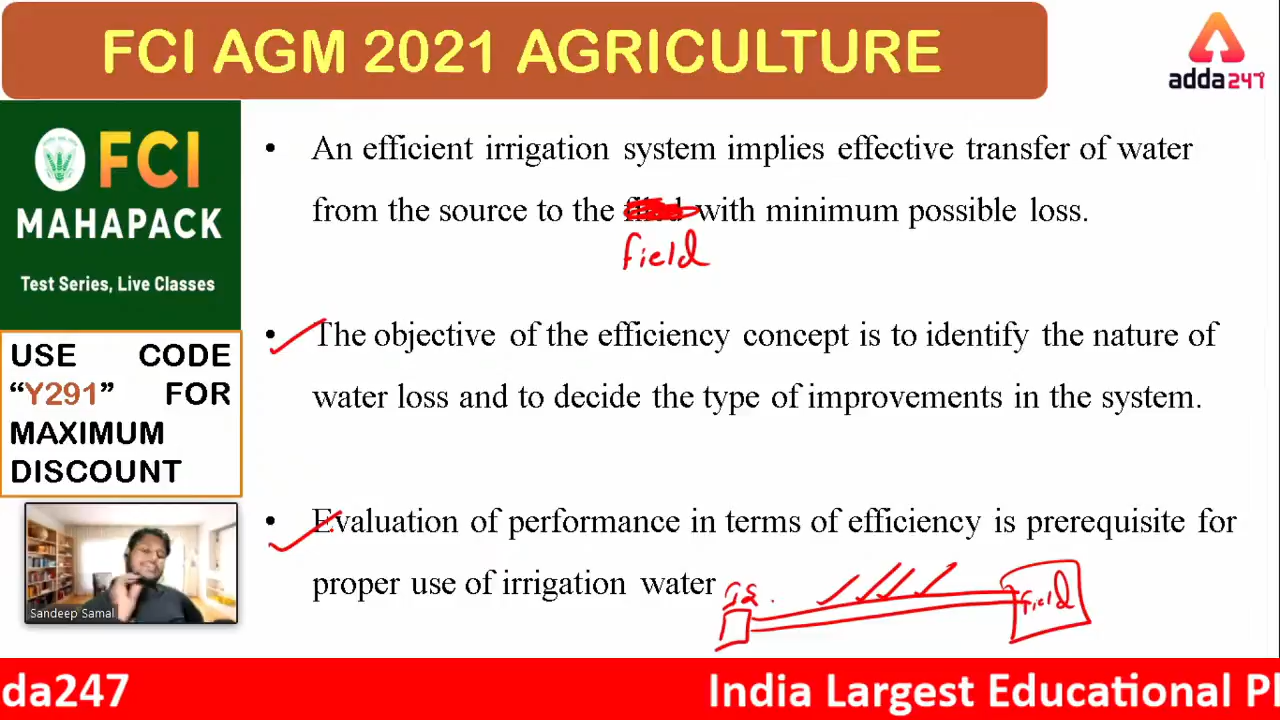 FCI AGM 2021 AGRICULTURE
adda247
FCI
MAHAPACK
Test Series, Live Classes
USE CODE
“Y291” FOR
MAXIMUM
DISCOUNT
Sandeep Samal
• An efficient irrigation system implies effective transfer of water
from the source to the with minimum possible loss.
field
• The objective of the efficiency concept is to identify the nature of
water loss and to decide the type of improvements in the system.
• Evaluation of performance in terms of efficiency is prerequisite for
proper use of irrigation water
field
da247
India Largest Educational Pl